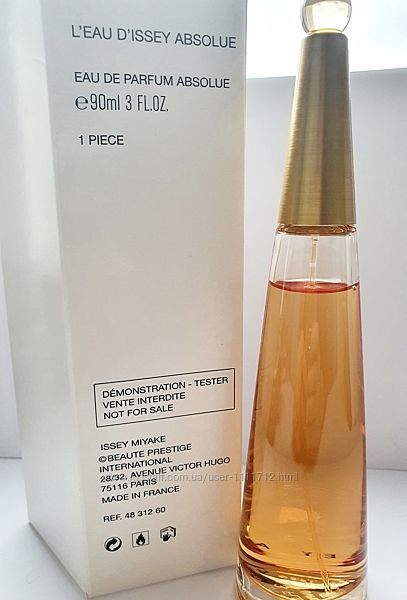 L'EAU D'ISSEY ABSOLUE
EAU DE PARFUM ABSOLUE
e90ml 3 FL.OZ.
1 PIECE
DÉMONSTRATION - TESTER
VENTE INTERDITE
NOT FOR SALE
ISSEY MIYAKE
©BEAUTE PRESTIGE
INTERNATIONAL
28/32, AVENUE VICTOR HUGO
75116 PARIS
MADE IN FRANCE
REF. 48 312 60